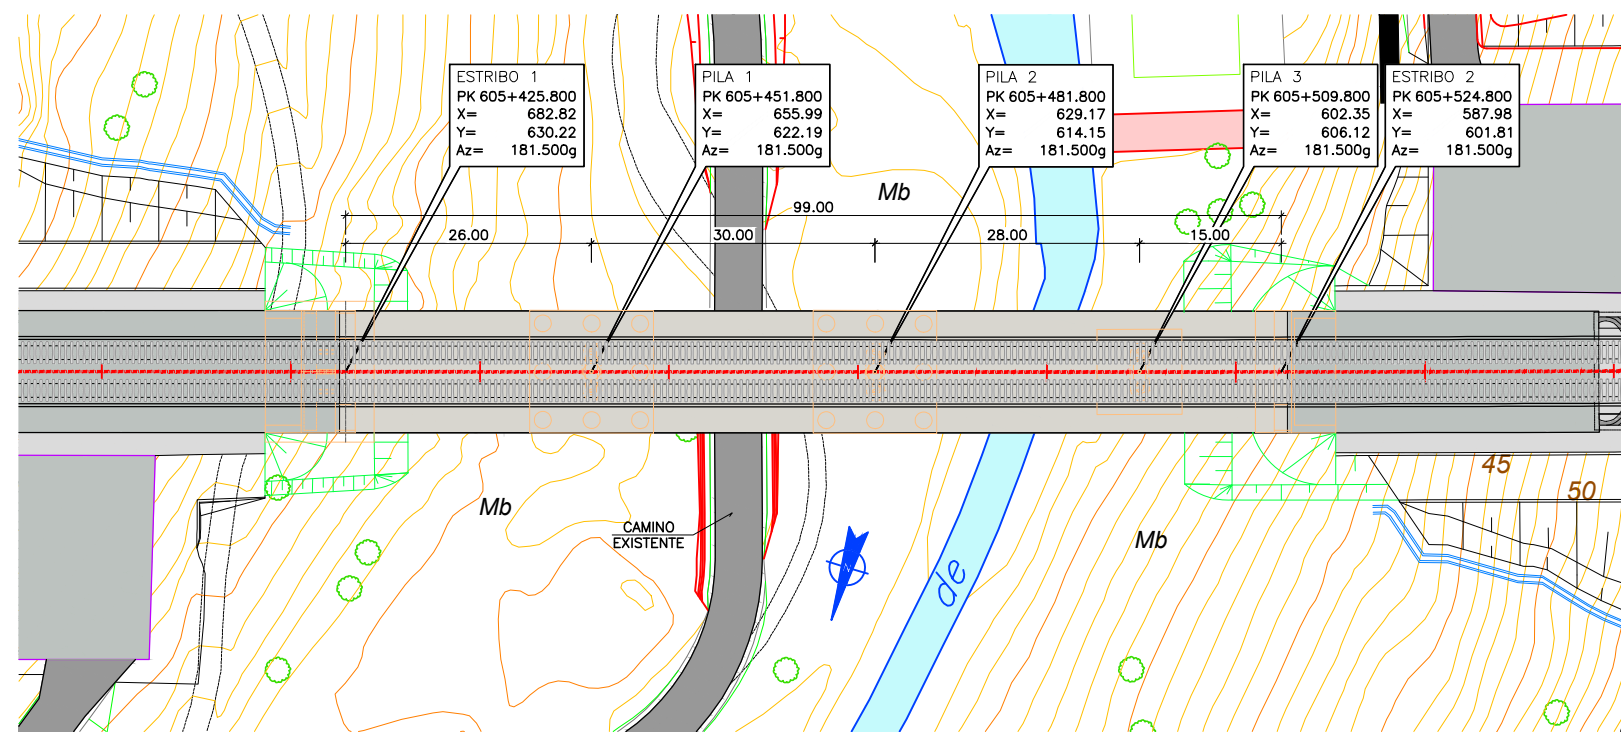 ESTRIBO 1
PK 605+425.800
X= 682.82
Y= 630.22
Az= 181.500g
PILA 1
PK 605+451.800
X= 655.99
Y= 622.19
Az= 181.500g
PILA 2
PK 605+481.800
X= 629.17
Y= 614.15
Az= 181.500g
PILA 3
PK 605+509.800
X= 602.35
Y= 606.12
Az= 181.500g
ESTRIBO 2
PK 605+524.800
X= 587.98
Y= 601.81
Az= 181.500g
Mb
99.00
26.00
30.00
28.00
15.00
45
50
Mb
CAMINO
EXISTENTE
Mb
N
de